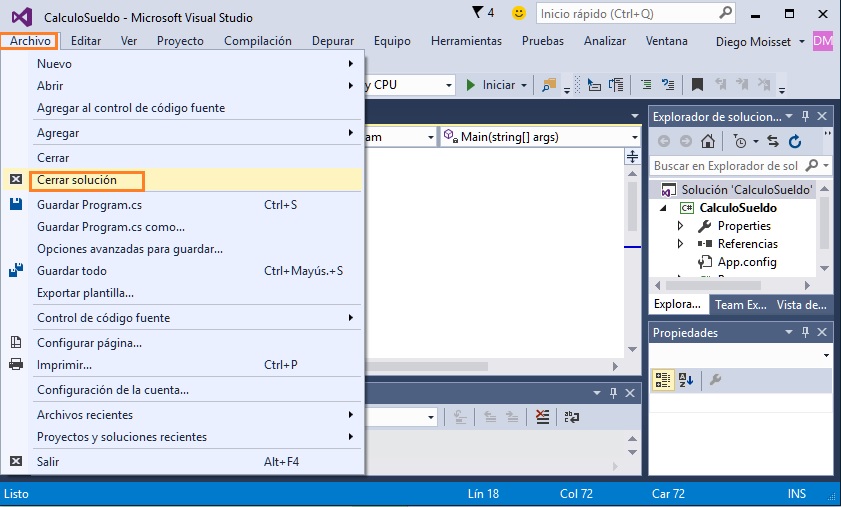 CalculoSueldo - Microsoft Visual Studio
4
Inicio rápido (Ctrl+Q)
Archivo Editar Ver Proyecto Compilación Depurar Equipo Herramientas Pruebas Analizar Ventana Diego Moisset DM
Nuevo
Abrir
Agregar al control de código fuente
Agregar
Cerrar
Cerrar solución
Guardar Program.cs Ctrl+S
Guardar Program.cs como...
Opciones avanzadas para guardar...
Guardar todo Ctrl+Mayús.+S
Exportar plantilla...
Control de código fuente
Configurar página...
Imprimir... Ctrl+P
Configuración de la cuenta...
Archivos recientes
Proyectos y soluciones recientes
Salir Alt+F4
y CPU Iniciar
am Main(string[] args)
Explorador de solucion...
Buscar en Explorador de sol
Solución 'CalculoSueldo'
C# CalculoSueldo
Properties
Referencias
App.config
Explora... Team Ex... Vista de...
Propiedades
Listo Lín 18 Col 72 Car 72 INS